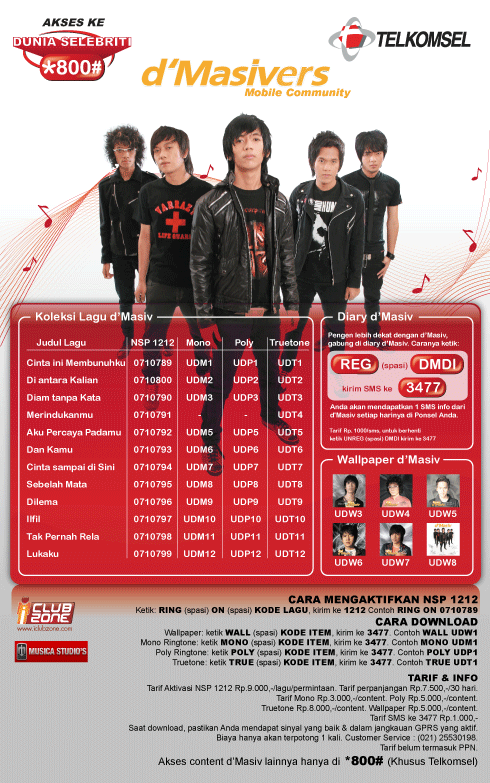 AKSES KE
DUNIA SELEBRITI
*800#
TELKOMSEL
d'Masivers
Mobile Community
Koleksi Lagu d'Masiv
Judul Lagu NSP 1212 Mono Poly Truetone
Cinta ini Membunuhku 0710789 UDM1 UDP1 UDT1
Di antara Kalian 0710800 UDM2 UDP2 UDT2
Diam tanpa Kata 0710790 UDM3 UDP3 UDT3
Merindukanmu 0710791 - - UDT4
Aku Percaya Padamu 0710792 UDM5 UDP5 UDT5
Dan Kamu 0710793 UDM6 UDP6 UDT6
Cinta sampai di Sini 0710794 UDM7 UDP7 UDT7
Sebelah Mata 0710795 UDM8 UDP8 UDT8
Dilema 0710796 UDM9 UDP9 UDT9
Ilfil 0710797 UDM10 UDP10 UDT10
Tak Pernah Rela 0710798 UDM11 UDP11 UDT11
Lukaku 0710799 UDM12 UDP12 UDT12
Diary d'Masiv
Pengen lebih dekat dengan d'Masiv,
gabung di diary d'Masiv. Caranya ketik:
REG (spasi) DMDI
kirim SMS ke 3477
Anda akan mendapatkan 1 SMS info dari
d'Masiv setiap harinya di Ponsel Anda.
Tarif Rp. 1000/sms, untuk berhenti
ketik UNREG (spasi) DMDI kirim ke 3477
Wallpaper d'Masiv
UDW3 UDW4 UDW5
UDW6 UDW7 UDW8
i CLUB ZONE
www.iclubzone.com
MUSICA STUDIO'S
CARA MENGAKTIFKAN NSP 1212
Ketik: RING (spasi) ON (spasi) KODE LAGU, kirim ke 1212 Contoh RING ON 0710789
CARA DOWNLOAD
Wallpaper: ketik WALL (spasi) KODE ITEM, kirim ke 3477. Contoh WALL UDW1
Mono Ringtone: ketik MONO (spasi) KODE ITEM, kirim ke 3477. Contoh MONO UDM1
Poly Ringtone: ketik POLY (spasi) KODE ITEM, kirim ke 3477. Contoh POLY UDP1
Truetone: ketik TRUE (spasi) KODE ITEM, kirim ke 3477. Contoh TRUE UDT1
TARIF & INFO
Tarif Aktivasi NSP 1212 Rp.9.000,-/lagu/permintaan. Tarif perpanjangan Rp.7.500,-/30 hari.
Tarif Mono Rp.3.000,-/content. Poly Rp.5.000,-/content.
Truetone Rp.8.000,-/content. Wallpaper Rp.5.000,-/content.
Tarif SMS ke 3477 Rp.1.000,-
Saat download, pastikan Anda mendapat sinyal yang baik & dalam jangkauan GPRS yang aktif.
Biaya hanya akan terpotong 1 kali. Customer Service : (021) 25530198.
Tarif belum termasuk PPN.
Akses content d'Masiv lainnya hanya di *800# (Khusus Telkomsel)